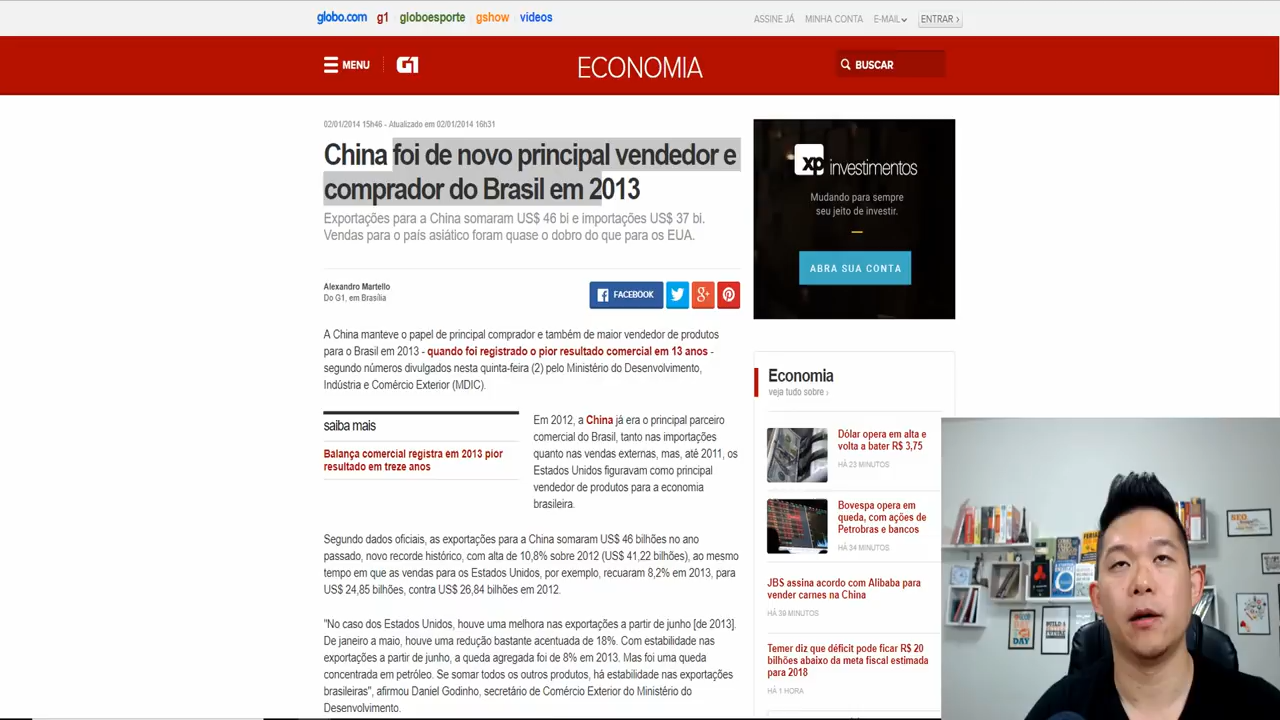 globo.com g1 globoesporte gshow videos
ASSINE JÁ MINHA CONTA E-MAIL ENTRAR ›
MENU G1 ECONOMIA BUSCAR
02/01/2014 15h46 - Atualizado em 02/01/2014 16h31
China foi de novo principal vendedor e
comprador do Brasil em 2013
Exportações para a China somaram US$ 46 bi e importações US$ 37 bi.
Vendas para o país asiático foram quase o dobro do que para os EUA.
Alexandro Martello
Do G1, em Brasília
FACEBOOK
g+
A China manteve o papel de principal comprador e também de maior vendedor de produtos
para o Brasil em 2013 - quando foi registrado o pior resultado comercial em 13 anos -
segundo números divulgados nesta quinta-feira (2) pelo Ministério do Desenvolvimento,
Indústria e Comércio Exterior (MDIC).
saiba mais
Balança comercial registra em 2013 pior
resultado em treze anos
Em 2012, a China já era o principal parceiro
comercial do Brasil, tanto nas importações
quanto nas vendas externas, mas, até 2011, os
Estados Unidos figuravam como principal
vendedor de produtos para a economia
brasileira.
Segundo dados oficiais, as exportações para a China somaram US$ 46 bilhões no ano
passado, novo recorde histórico, com alta de 10,8% sobre 2012 (US$ 41,22 bilhões), ao mesmo
tempo em que as vendas para os Estados Unidos, por exemplo, recuaram 8,2% em 2013, para
US$ 24,85 bilhões, contra US$ 26,84 bilhões em 2012.
"No caso dos Estados Unidos, houve uma melhora nas exportações a partir de junho [de 2013].
De janeiro a maio, houve uma redução bastante acentuada de 18%. Com estabilidade nas
exportações a partir de junho, a queda agregada foi de 8% em 2013. Mas foi uma queda
concentrada em petróleo. Se somar todos os outros produtos, há estabilidade nas exportações
brasileiras", afirmou Daniel Godinho, secretário de Comércio Exterior do Ministério do
Desenvolvimento.
xp investimentos
Mudando para sempre
seu jeito de investir.
ABRA SUA CONTA
Economia
veja tudo sobre ›
Dólar opera em alta e
volta a bater R$ 3,75
HÁ 23 MINUTOS
Bovespa opera em
queda, com ações de
Petrobras e bancos
HÁ 34 MINUTOS
JBS assina acordo com Alibaba para
vender carnes na China
HÁ 39 MINUTOS
Temer diz que déficit pode ficar R$ 20
bilhões abaixo da meta fiscal estimada
para 2018
HÁ 1 HORA
SEO
DAY